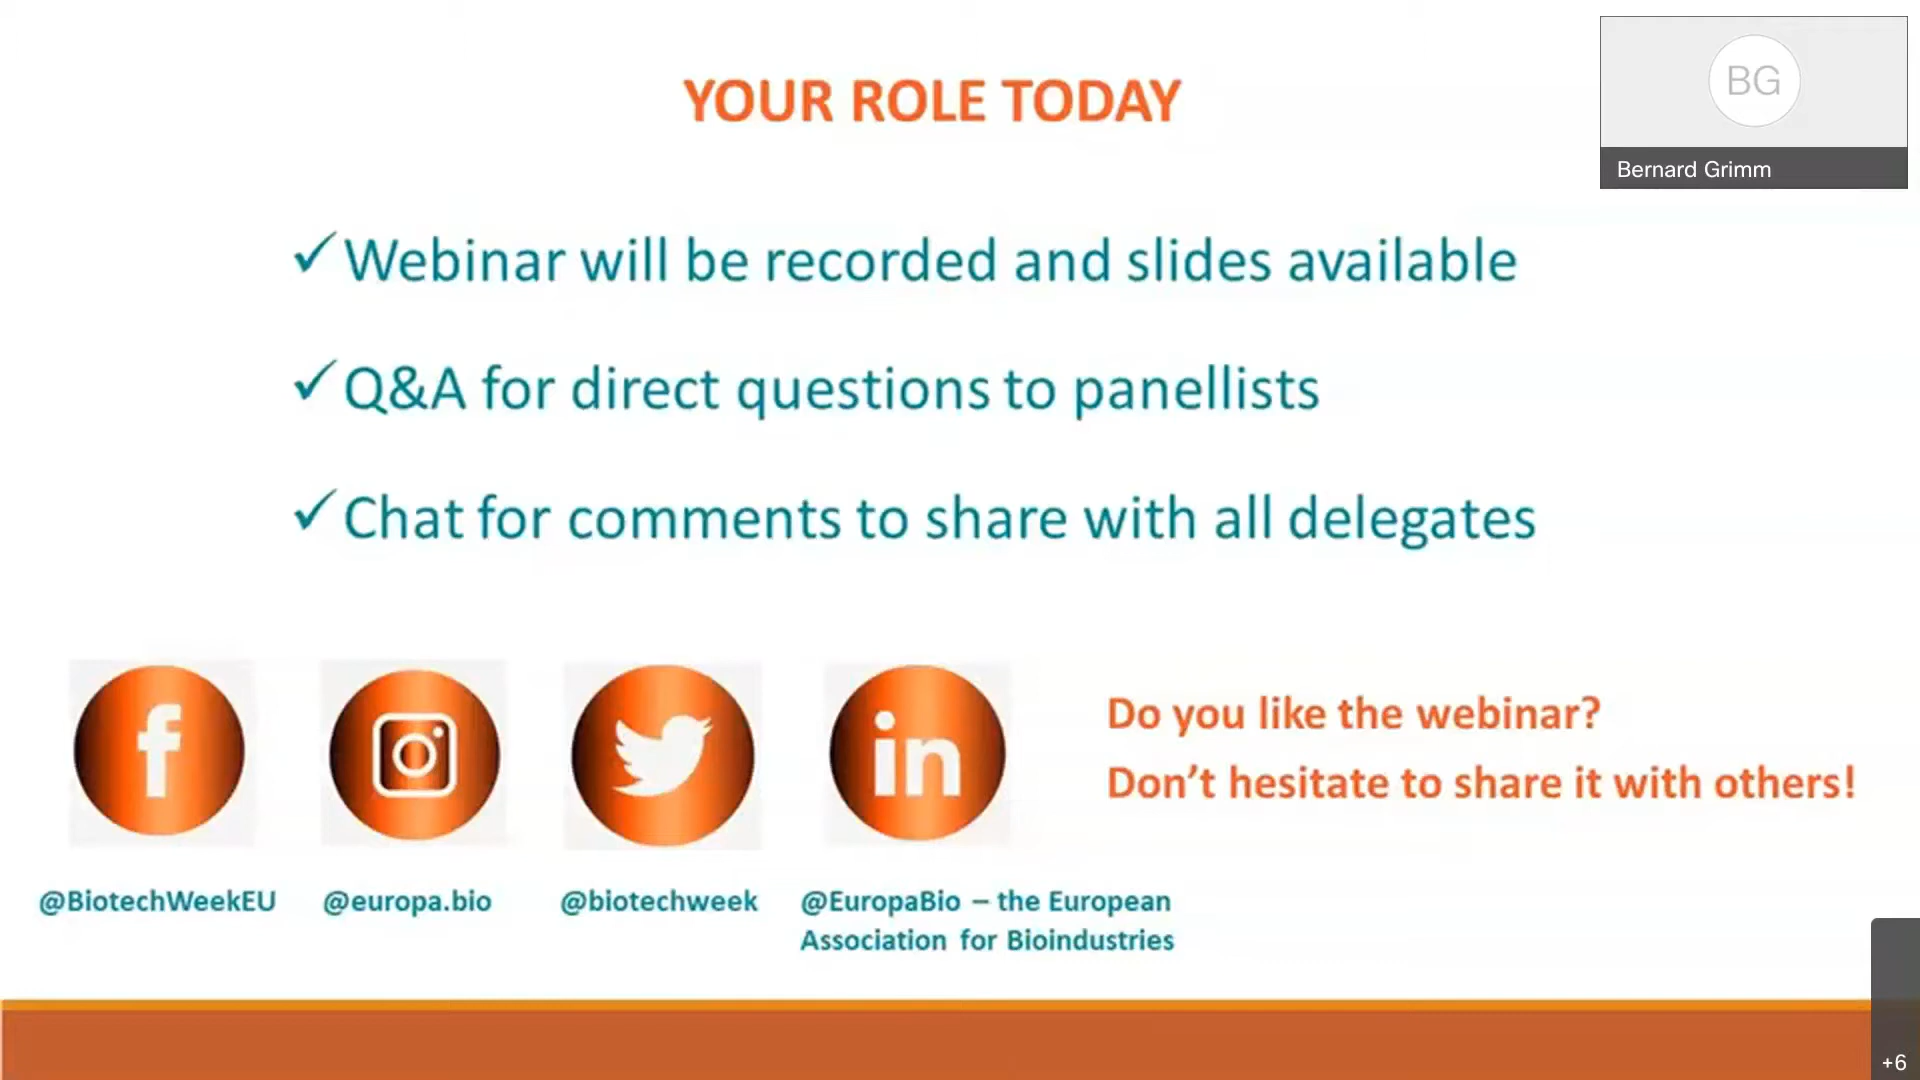 YOUR ROLE TODAY
BG
Bernard Grimm
✓Webinar will be recorded and slides available
✓Q&A for direct questions to panellists
✓Chat for comments to share with all delegates
f
in
Do you like the webinar?
Don’t hesitate to share it with others!
@BiotechWeekEU
@europa.bio
@biotechweek
@EuropaBio – the European
Association for Bioindustries
+6